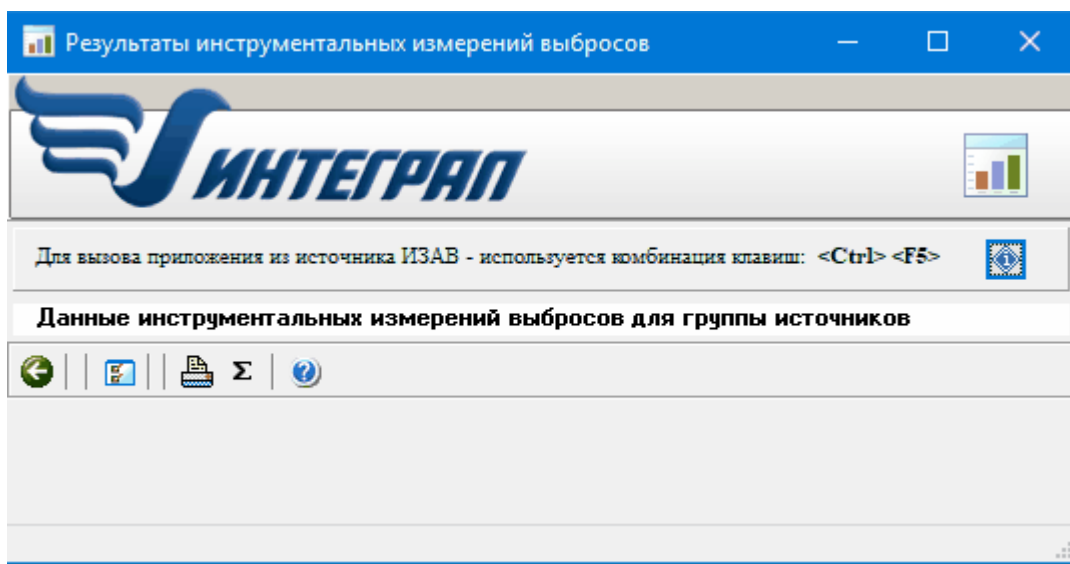 Результаты инструментальных измерений выбросов
ИНТЕГРАЛ
Для вызова приложения из источника ИЗАВ - используется комбинация клавиш: <Ctrl> <F5>
Данные инструментальных измерений выбросов для группы источников
Σ